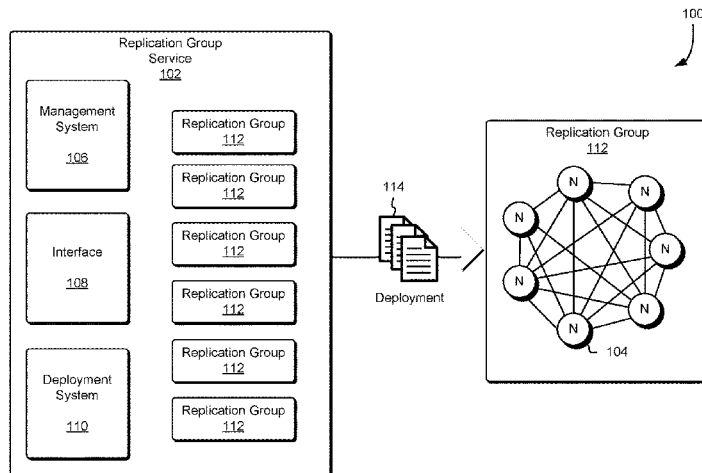 100
Replication Group
Service
102
Management
System
106
Interface
108
Deployment
System
110
Replication Group
112
Replication Group
112
Replication Group
112
Replication Group
112
Replication Group
112
Replication Group
112
114
Deployment
Replication Group
112
N
N
N
N
N
N
N
104